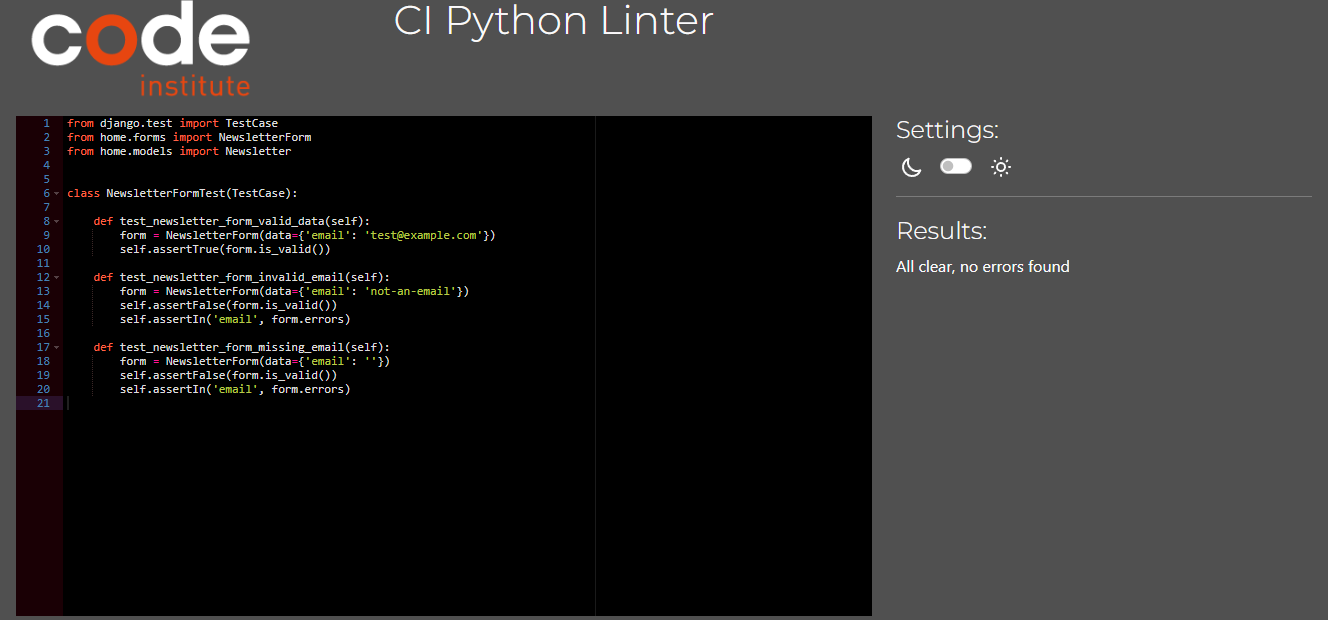 code
institute
CI Python Linter
1 from django.test import TestCase
2 from home.forms import NewsletterForm
3 from home.models import Newsletter
4
5
6 class NewsletterFormTest(TestCase):
7
8     def test_newsletter_form_valid_data(self):
9         form = NewsletterForm(data={'email': 'test@example.com'})
10         self.assertTrue(form.is_valid())
11
12     def test_newsletter_form_invalid_email(self):
13         form = NewsletterForm(data={'email': 'not-an-email'})
14         self.assertFalse(form.is_valid())
15         self.assertIn('email', form.errors)
16
17     def test_newsletter_form_missing_email(self):
18         form = NewsletterForm(data={'email': ''})
19         self.assertFalse(form.is_valid())
20         self.assertIn('email', form.errors)
21
Settings:
Results:
All clear, no errors found